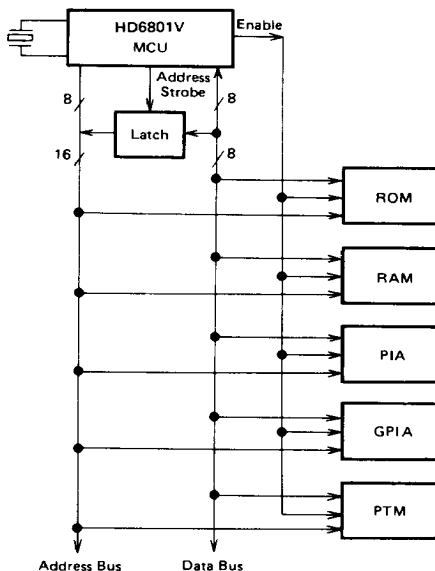 HD6801V
MCU
Enable
Address
Strobe
8
8
Latch
16
8
ROM
RAM
PIA
GPIA
PTM
Address Bus
Data Bus